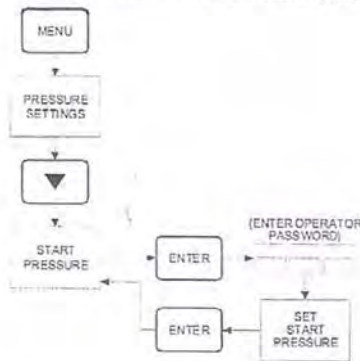 MENU
PRESSURE
SETTINGS
START
PRESSURE
ENTER
(ENTER OPERATOR
PASSWORD)
ENTER
SET
START
PRESSURE